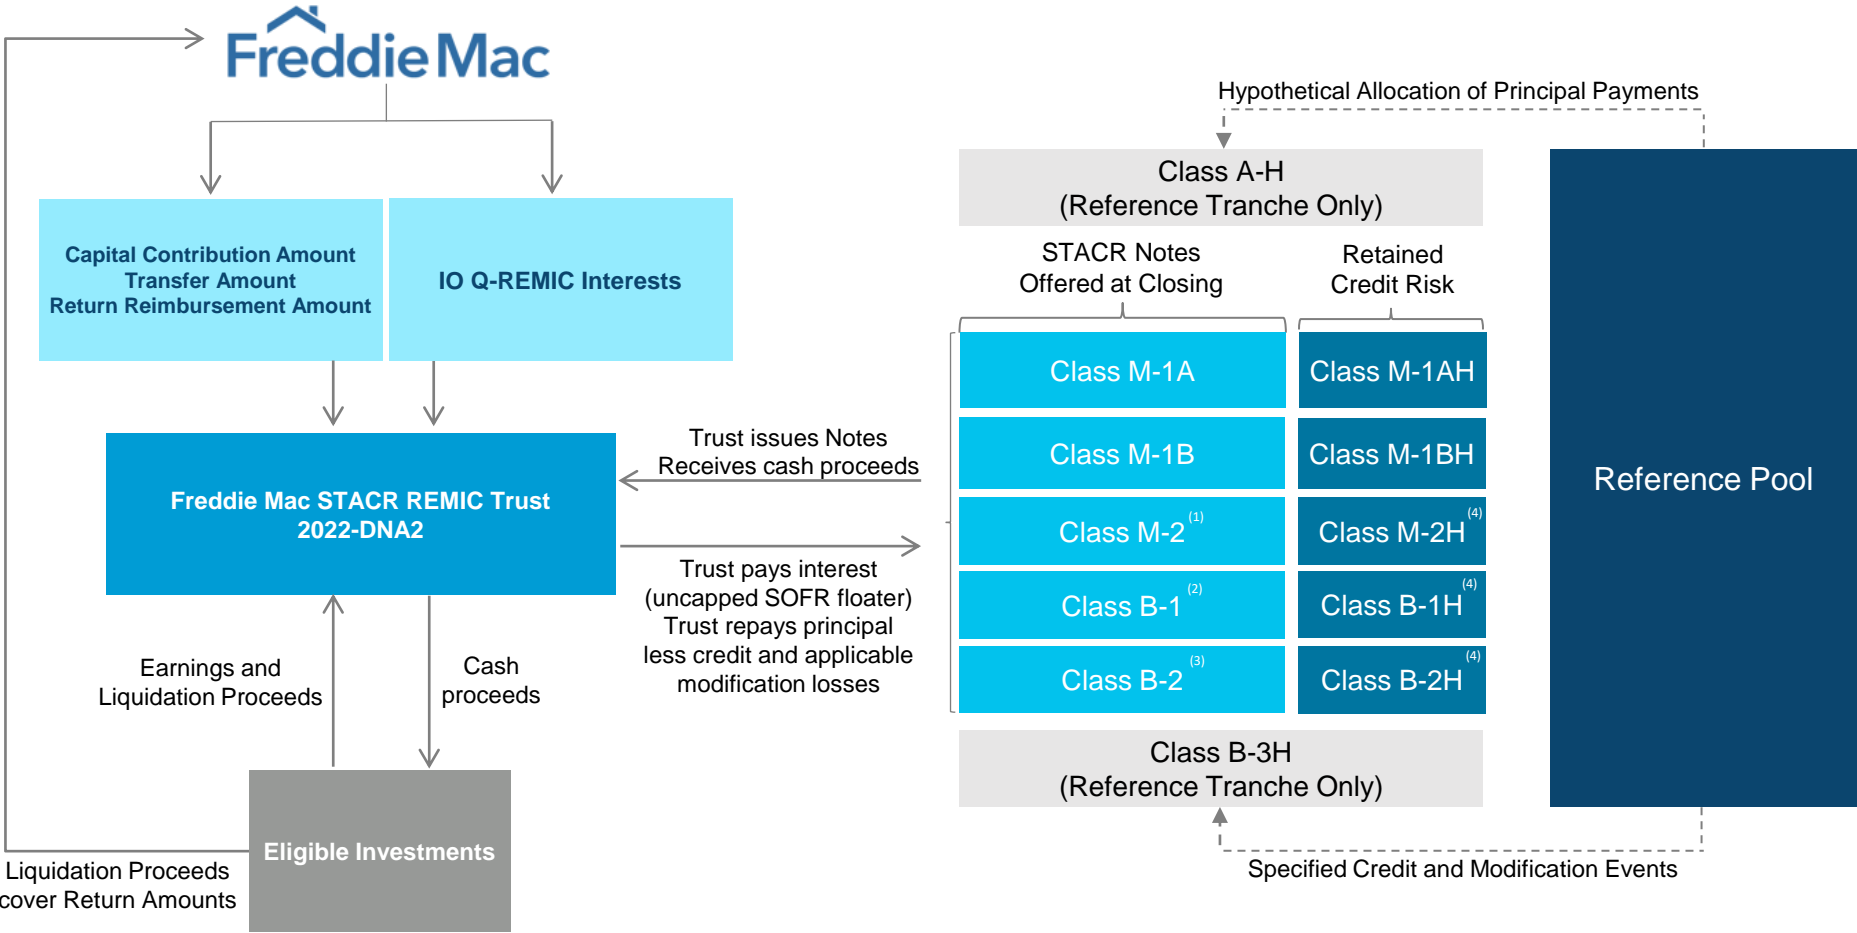 Freddie Mac
Capital Contribution Amount
Transfer Amount
Return Reimbursement Amount
IO Q-REMIC Interests
Freddie Mac STACR REMIC Trust
2022-DNA2
Earnings and
Liquidation Proceeds
Cash
proceeds
Eligible Investments
Liquidation Proceeds
cover Return Amounts
Trust issues Notes
Receives cash proceeds
Trust pays interest
(uncapped SOFR floater)
Trust repays principal
less credit and applicable
modification losses
Hypothetical Allocation of Principal Payments
Class A-H
(Reference Tranche Only)
STACR Notes
Offered at Closing
Retained
Credit Risk
Class M-1A
Class M-1AH
Class M-1B
Class M-1BH
Class M-2 (1)
Class M-2H (4)
Class B-1 (2)
Class B-1H (4)
Class B-2 (3)
Class B-2H (4)
Class B-3H
(Reference Tranche Only)
Specified Credit and Modification Events
Reference Pool